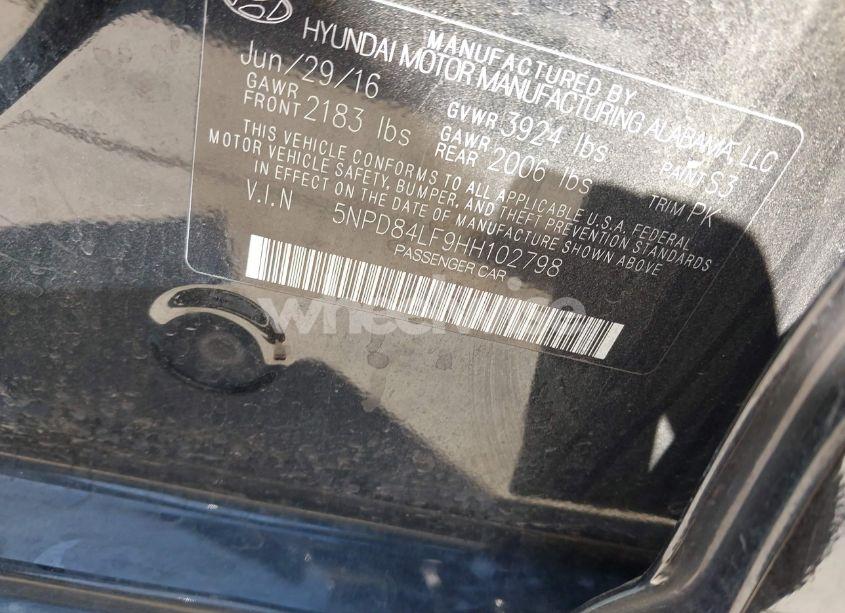 MANUFACTURED BY
HYUNDAI MOTOR MANUFACTURING ALABAMA, LLC
Jun/29/16
GVWR 3924 lbs
PAINT S3
GAWR FRONT 2183 lbs
GAWR REAR 2006 lbs
TRIM PK
THIS VEHICLE CONFORMS TO ALL APPLICABLE U.S.A. FEDERAL
MOTOR VEHICLE SAFETY, BUMPER, AND THEFT PREVENTION STANDARDS
IN EFFECT ON THE DATE OF MANUFACTURE SHOWN ABOVE
V.I.N 5NPD84LF9HH102798
PASSENGER CAR
wheelwise